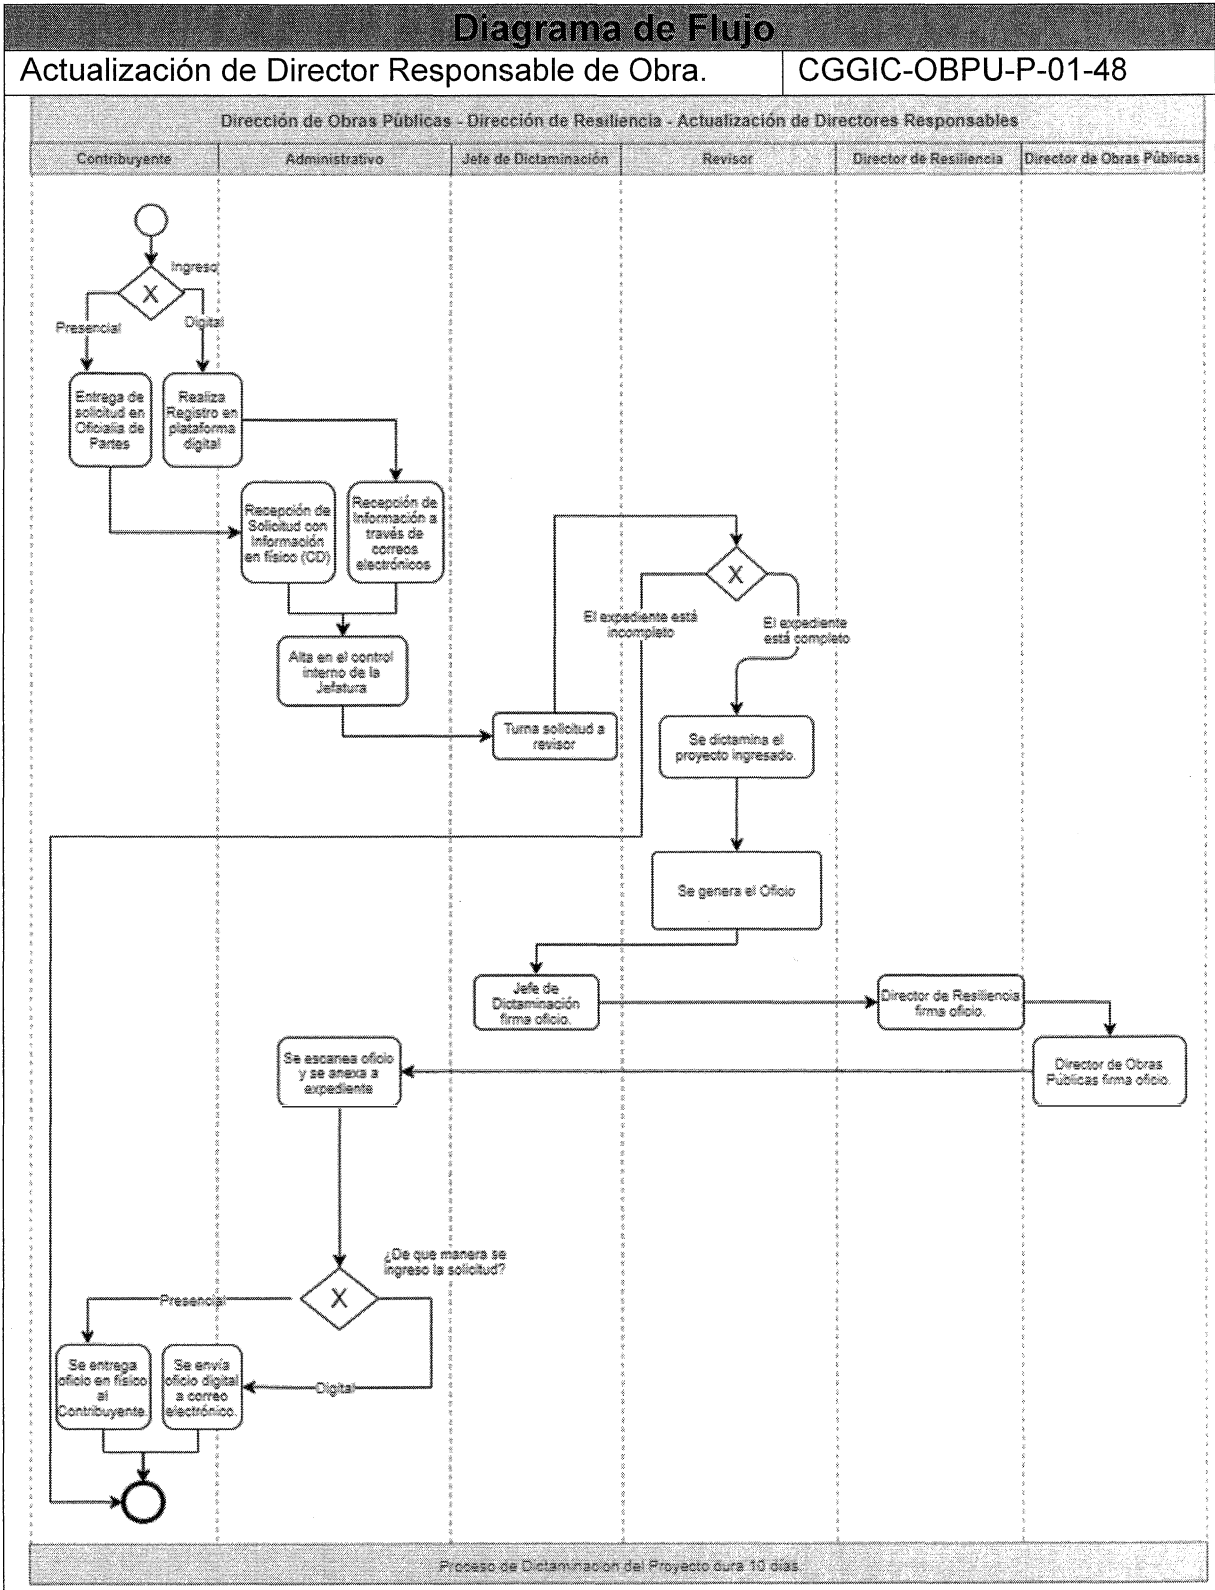 Diagrama de Flujo
Actualización de Director Responsable de Obra.
CGGIC-OBPU-P-01-48
Dirección de Obras Públicas - Dirección de Resiliencia - Actualización de Directores Responsables
Contribuyente
Administrativo
Jefe de Dictaminación
Revisor
Director de Resiliencia
Director de Obras Públicas
Ingreso
X
Presencial
Digital
Entrega de
solicitud en
Oficialia de
Partes
Realiza
Registro en
plataforma
digital
Recepción de
Solicitud con
Información
en físico (CD)
Recepción de
Información a
través de
correos
electrónicos
X
El expediente está
incompleto
El expediente
está completo
Alta en el control
interno de la
Jefatura
Turna solicitud a
revisor
Se dictamina el
proyecto ingresado.
Se genera el Oficio
Jefe de
Dictaminación
firma oficio.
Director de Resiliencia
firma oficio.
Director de Obras
Públicas firma oficio.
Se escanea oficio
y se anexa a
expediente
¿De que manera se
ingreso la solicitud?
X
Presencial
Digital
Se entrega
oficio en físico
al
Contribuyente.
Se envía
oficio digital
a correo
electrónico.
Proceso de Dictaminacion del Proyecto dura 10 dias.